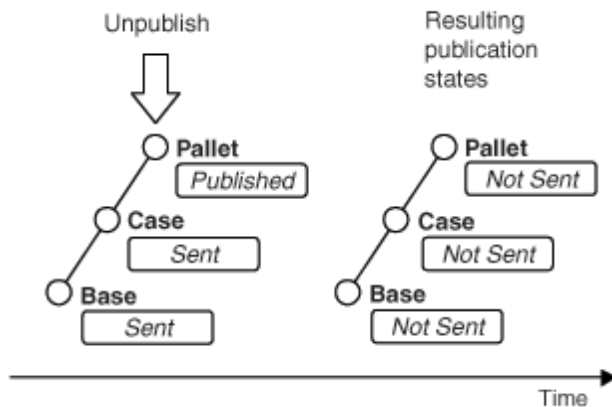 Unpublish
Resulting
publication
states
Pallet
Published
Case
Sent
Base
Sent
Pallet
Not Sent
Case
Not Sent
Base
Not Sent
Time